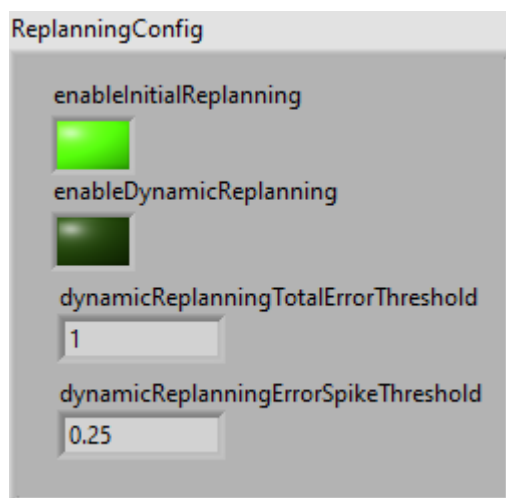 ReplanningConfig
enableInitialReplanning
enableDynamicReplanning
dynamicReplanningTotalErrorThreshold
1
dynamicReplanningErrorSpikeThreshold
0.25